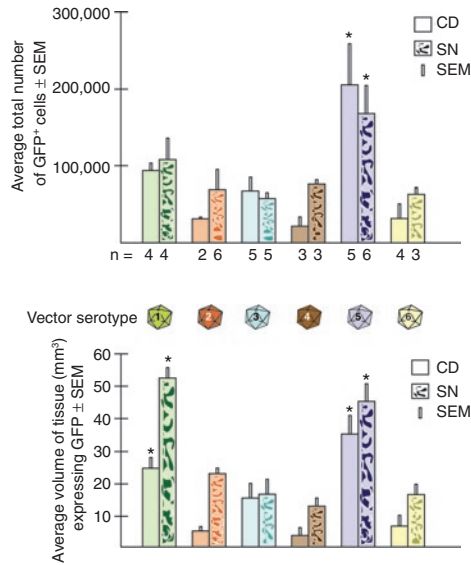 Average total number
of GFP⁺ cells ± SEM
300,000
200,000
100,000
CD
SN
SEM
* *
n = 4 4 2 6 5 5 3 3 5 6 4 3
Vector serotype 1 2 3 4 5 6
Average volume of tissue (mm³)
expressing GFP ± SEM
60
50
40
30
20
10
CD
SN
SEM
* * * *